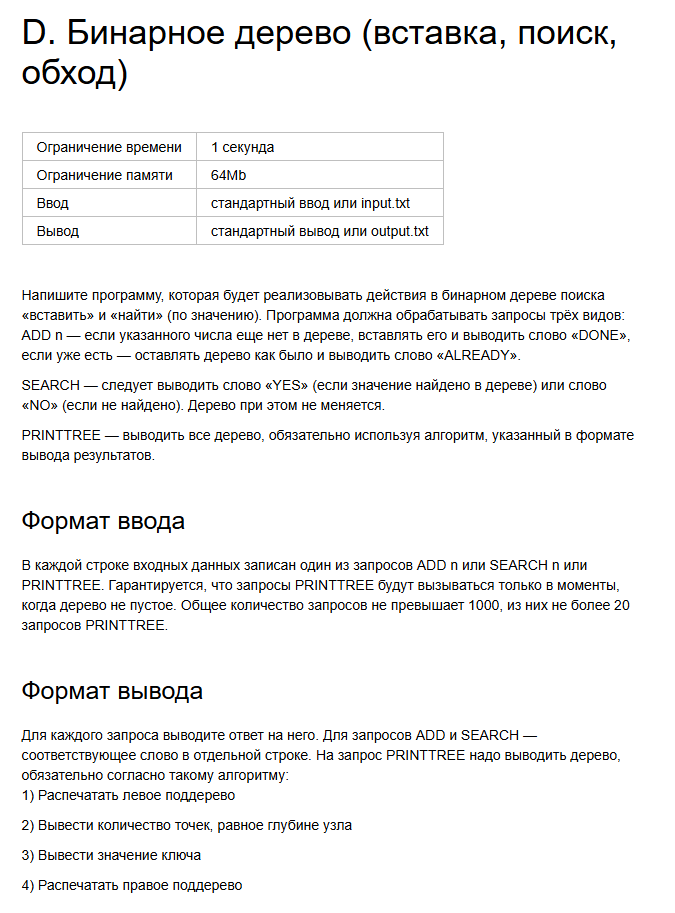 D. Бинарное дерево (вставка, поиск,
обход)
Ограничение времени 1 секунда
Ограничение памяти 64Mb
Ввод стандартный ввод или input.txt
Вывод стандартный вывод или output.txt
Напишите программу, которая будет реализовывать действия в бинарном дереве поиска
«вставить» и «найти» (по значению). Программа должна обрабатывать запросы трёх видов:
ADD n — если указанного числа еще нет в дереве, вставлять его и выводить слово «DONE»,
если уже есть — оставлять дерево как было и выводить слово «ALREADY».
SEARCH — следует выводить слово «YES» (если значение найдено в дереве) или слово
«NO» (если не найдено). Дерево при этом не меняется.
PRINTTREE — выводить все дерево, обязательно используя алгоритм, указанный в формате
вывода результатов.
Формат ввода
В каждой строке входных данных записан один из запросов ADD n или SEARCH n или
PRINTTREE. Гарантируется, что запросы PRINTTREE будут вызываться только в моменты,
когда дерево не пустое. Общее количество запросов не превышает 1000, из них не более 20
запросов PRINTTREE.
Формат вывода
Для каждого запроса выводите ответ на него. Для запросов ADD и SEARCH —
соответствующее слово в отдельной строке. На запрос PRINTTREE надо выводить дерево,
обязательно согласно такому алгоритму:
1) Распечатать левое поддерево
2) Вывести количество точек, равное глубине узла
3) Вывести значение ключа
4) Распечатать правое поддерево